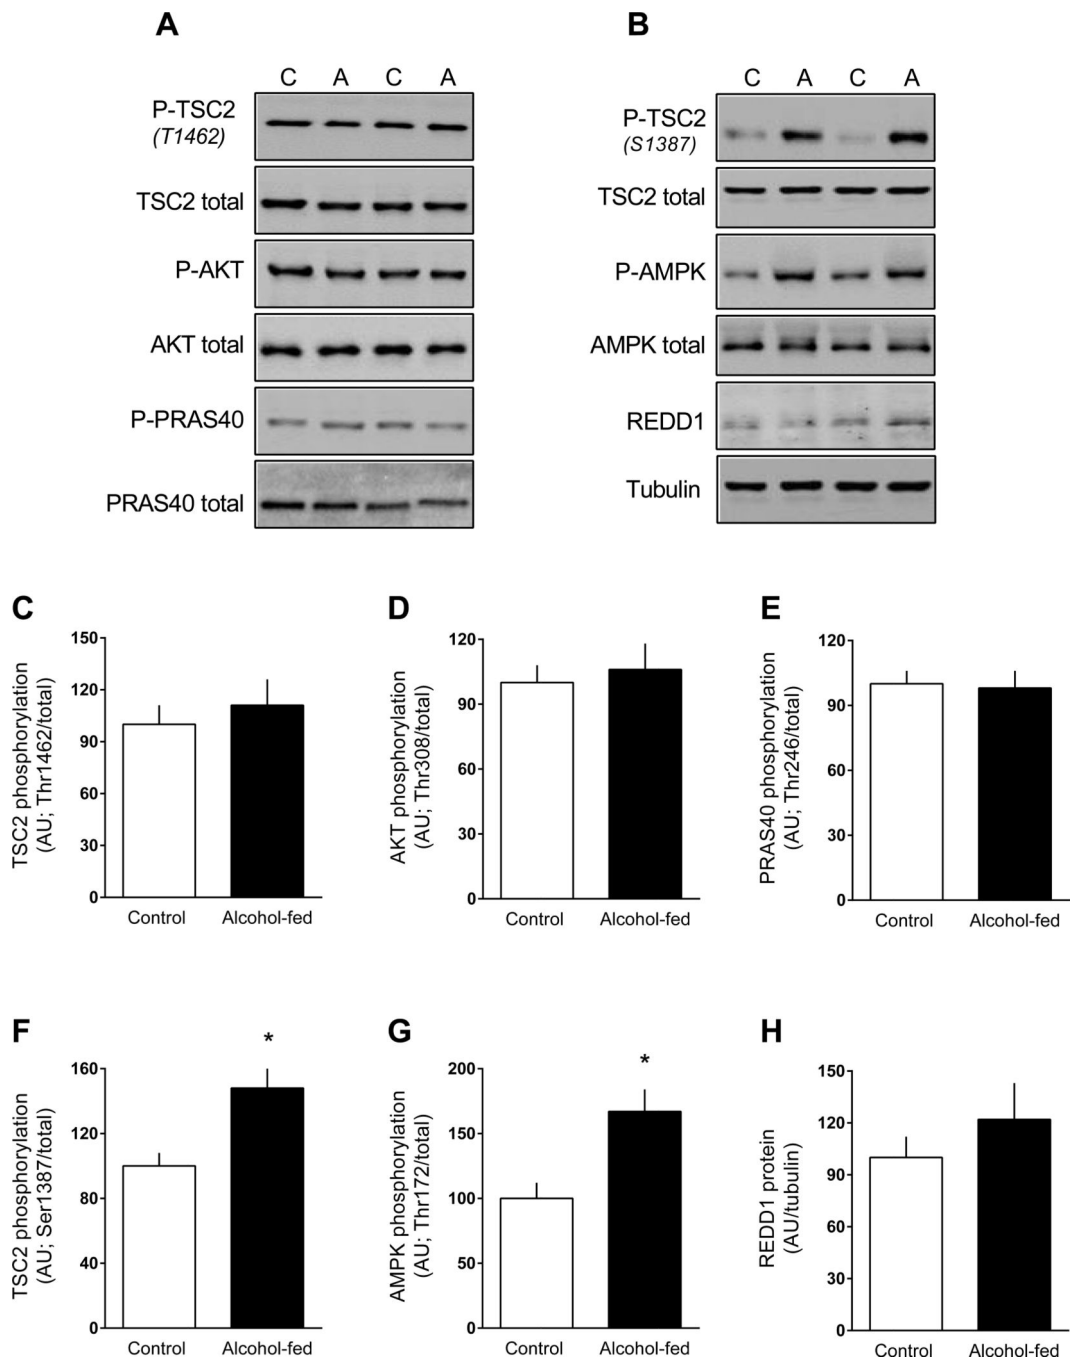 A
B
C A C A
P-TSC2
(T1462)
TSC2 total
P-AKT
AKT total
P-PRAS40
PRAS40 total
C A C A
P-TSC2
(S1387)
TSC2 total
P-AMPK
AMPK total
REDD1
Tubulin
C
TSC2 phosphorylation
(AU; Thr1462/total)
150
120
90
60
30
0
Control Alcohol-fed
D
AKT phosphorylation
(AU; Thr308/total)
120
90
60
30
0
Control Alcohol-fed
E
PRAS40 phosphorylation
(AU; Thr246/total)
120
90
60
30
0
Control Alcohol-fed
F
TSC2 phosphorylation
(AU; Ser1387/total)
160
120
80
40
0
*
Control Alcohol-fed
G
AMPK phosphorylation
(AU; Thr172/total)
200
150
100
50
0
*
Control Alcohol-fed
H
REDD1 protein
(AU/tubulin)
150
120
90
60
30
0
Control Alcohol-fed